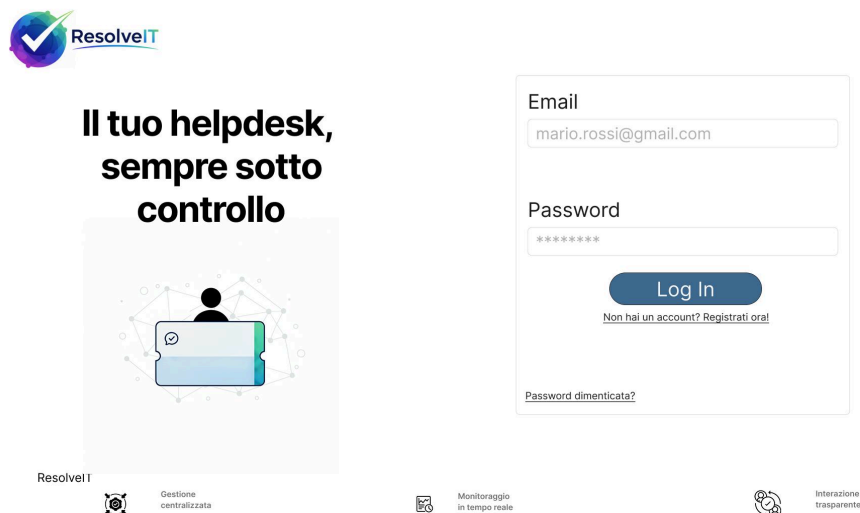 ResolveIT
Il tuo helpdesk,
sempre sotto
controllo
Email
mario.rossi@gmail.com
Password
********
Log In
Non hai un account? Registrati ora!
Password dimenticata?
ResolveIT
Gestione
centralizzata
Monitoraggio
in tempo reale
Interazione
trasparente